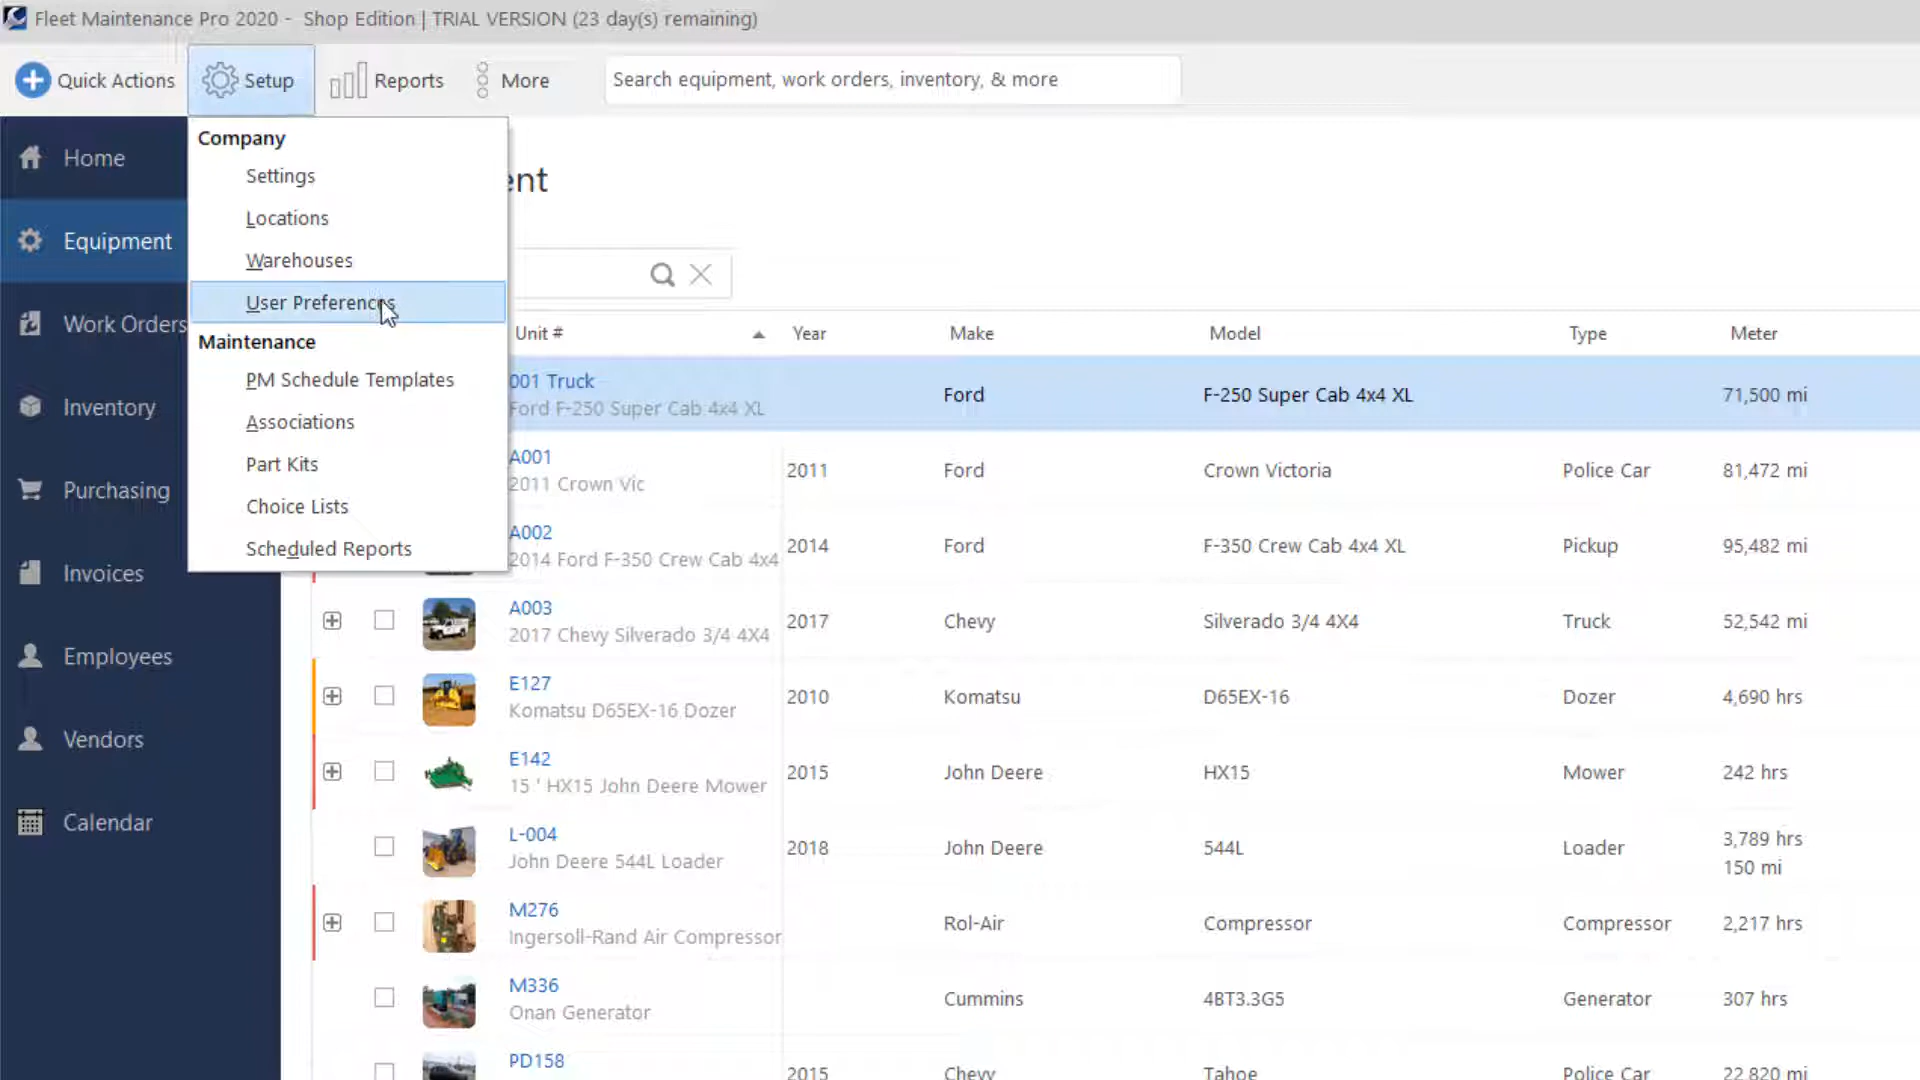 Fleet Maintenance Pro 2020 - Shop Edition | TRIAL VERSION (23 day(s) remaining)
Quick Actions Setup Reports More Search equipment, work orders, inventory, & more
Home
Equipment
Work Orders
Inventory
Purchasing
Invoices
Employees
Vendors
Calendar
Company
Settings
Locations
Warehouses
User Preferences
Maintenance
PM Schedule Templates
Associations
Part Kits
Choice Lists
Scheduled Reports
ent
Unit # Year Make Model Type Meter
001 Truck
Ford F-250 Super Cab 4x4 XL Ford F-250 Super Cab 4x4 XL 71,500 mi
A001
2011 Crown Vic 2011 Ford Crown Victoria Police Car 81,472 mi
A002
2014 Ford F-350 Crew Cab 4x4 2014 Ford F-350 Crew Cab 4x4 XL Pickup 95,482 mi
A003
2017 Chevy Silverado 3/4 4X4 2017 Chevy Silverado 3/4 4X4 Truck 52,542 mi
E127
Komatsu D65EX-16 Dozer 2010 Komatsu D65EX-16 Dozer 4,690 hrs
E142
15 ' HX15 John Deere Mower 2015 John Deere HX15 Mower 242 hrs
L-004
John Deere 544L Loader 2018 John Deere 544L Loader 3,789 hrs
150 mi
M276
Ingersoll-Rand Air Compressor Rol-Air Compressor Compressor 2,217 hrs
M336
Onan Generator Cummins 4BT3.3G5 Generator 307 hrs
PD158
2015 Chevy Tahoe Police Car 22,820 mi